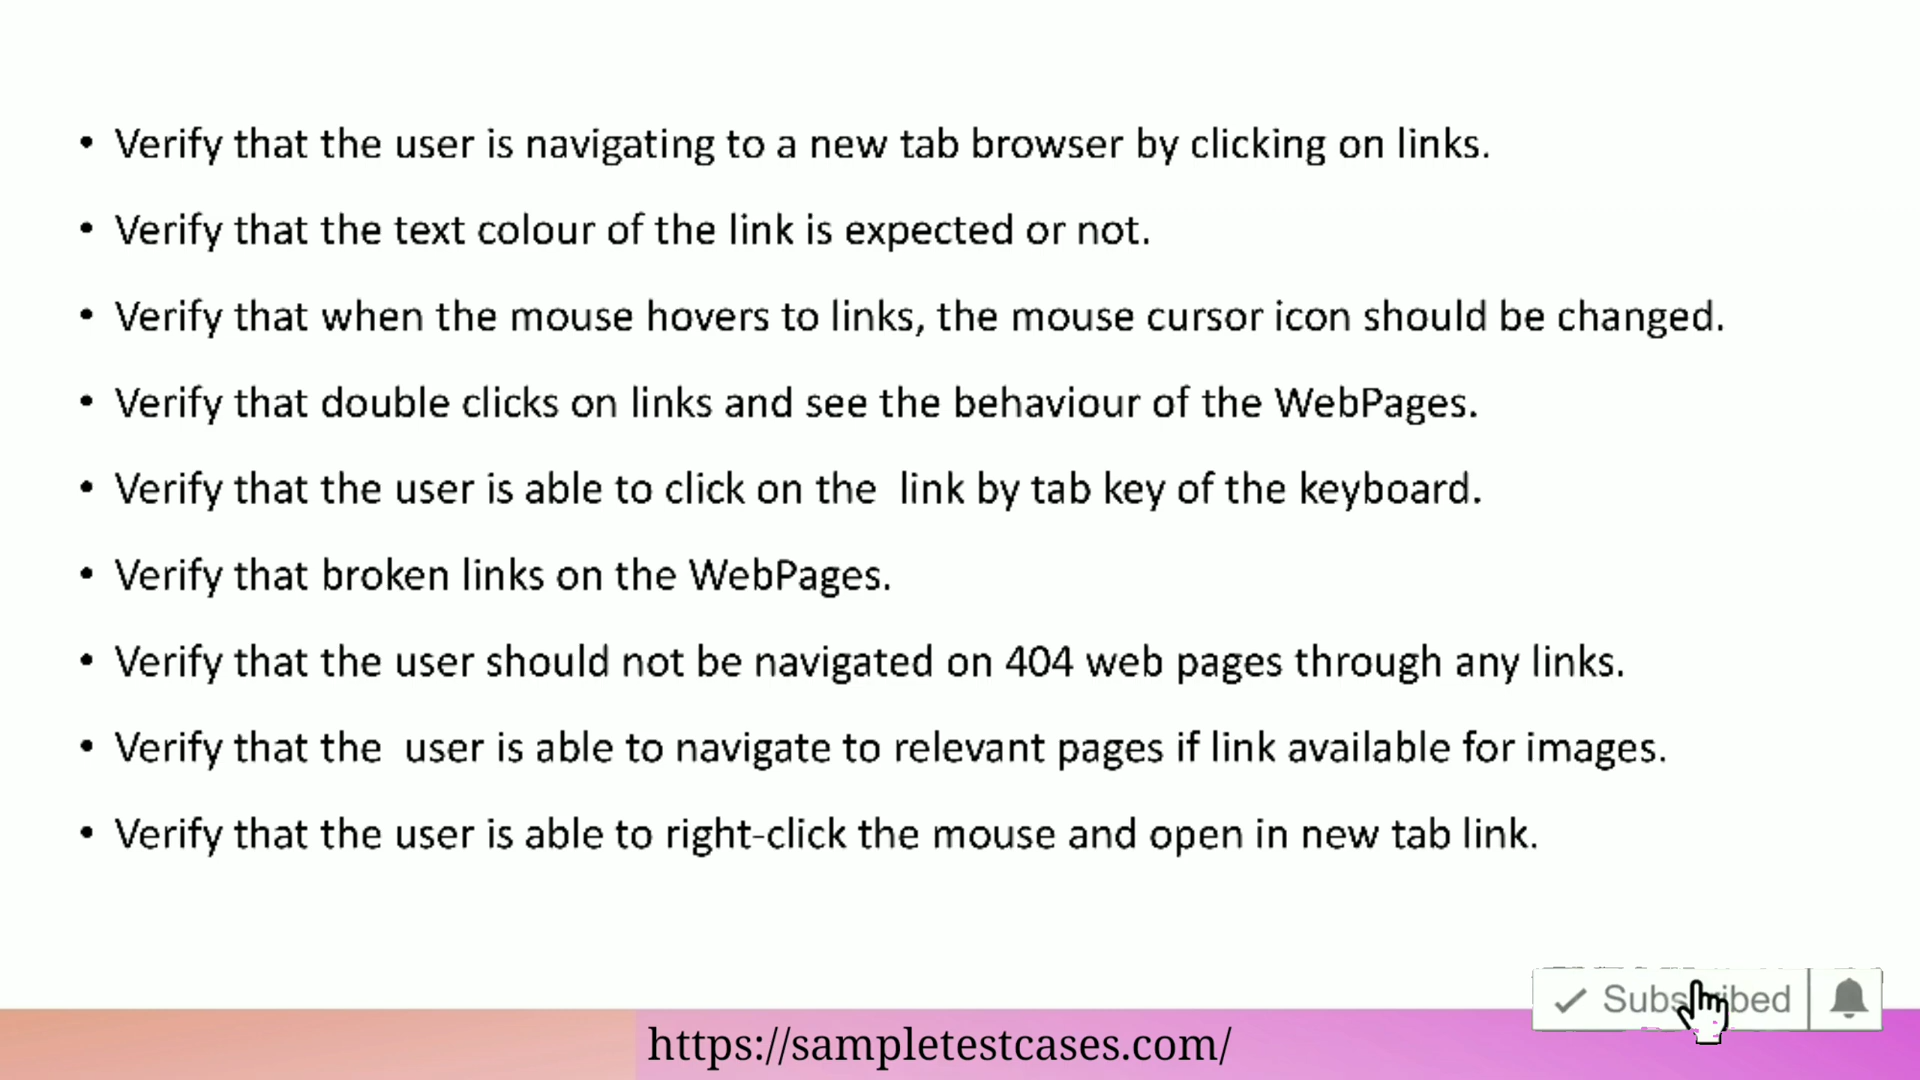 • Verify that the user is navigating to a new tab browser by clicking on links.
• Verify that the text colour of the link is expected or not.
• Verify that when the mouse hovers to links, the mouse cursor icon should be changed.
• Verify that double clicks on links and see the behaviour of the WebPages.
• Verify that the user is able to click on the  link by tab key of the keyboard.
• Verify that broken links on the WebPages.
• Verify that the user should not be navigated on 404 web pages through any links.
• Verify that the  user is able to navigate to relevant pages if link available for images.
• Verify that the user is able to right-click the mouse and open in new tab link.
Subscribed
https://sampletestcases.com/